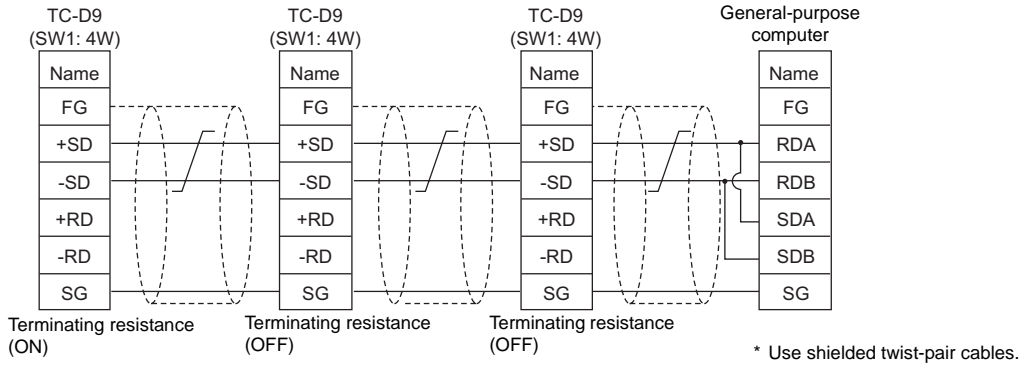 TC-D9
(SW1: 4W)
TC-D9
(SW1: 4W)
TC-D9
(SW1: 4W)
General-purpose
computer
Name
Name
Name
Name
FG
FG
FG
FG
+SD
+SD
+SD
RDA
-SD
-SD
-SD
RDB
+RD
+RD
+RD
SDA
-RD
-RD
-RD
SDB
SG
SG
SG
SG
Terminating resistance
(ON)
Terminating resistance
(OFF)
Terminating resistance
(OFF)
* Use shielded twist-pair cables.